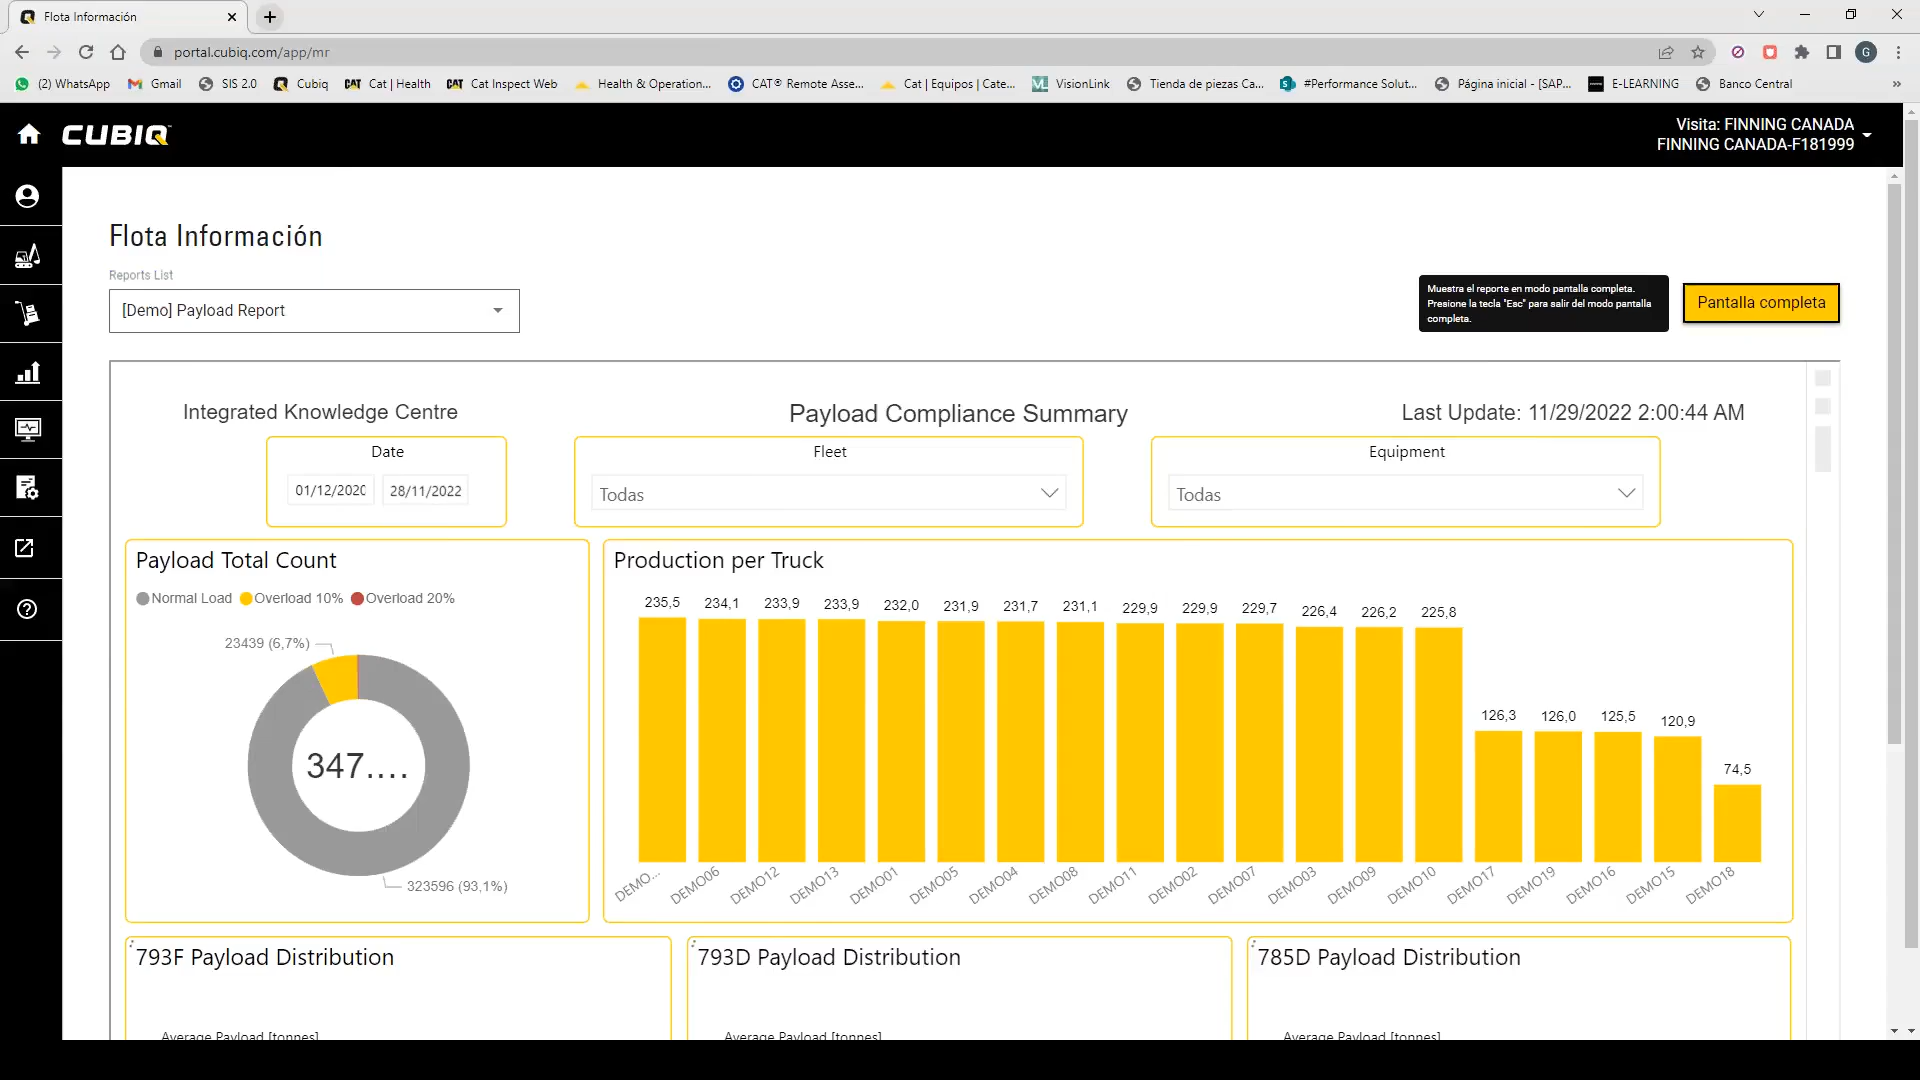 Flota Información
portal.cubiq.com/app/mr
G
(2) WhatsApp Gmail SIS 2.0 Cubiq CAT Cat | Health CAT Cat Inspect Web Health & Operation... CAT® Remote Asse... Cat | Equipos | Cate... ML VisionLink Tienda de piezas Ca... #Performance Solut... Página inicial - [SAP... E-LEARNING Banco Central
CUBIQ
Visita: FINNING CANADA
FINNING CANADA-F181999
Flota Información
Reports List
[Demo] Payload Report
Muestra el reporte en modo pantalla completa.
Presione la tecla "Esc" para salir del modo pantalla
completa.
Pantalla completa
Integrated Knowledge Centre
Payload Compliance Summary
Last Update: 11/29/2022 2:00:44 AM
Date
01/12/2020 28/11/2022
Fleet
Todas
Equipment
Todas
Payload Total Count
Normal Load Overload 10% Overload 20%
23439 (6,7%)
347....
323596 (93,1%)
Production per Truck
235,5 234,1 233,9 233,9 232,0 231,9 231,7 231,1 229,9 229,9 229,7 226,4 226,2 225,8 126,3 126,0 125,5 120,9 74,5
DEMO... DEMO06 DEMO12 DEMO13 DEMO01 DEMO05 DEMO04 DEMO08 DEMO11 DEMO02 DEMO07 DEMO03 DEMO09 DEMO10 DEMO17 DEMO19 DEMO16 DEMO15 DEMO18
793F Payload Distribution
Average Payload [tonnes]
793D Payload Distribution
Average Payload [tonnes]
785D Payload Distribution
Average Payload [tonnes]